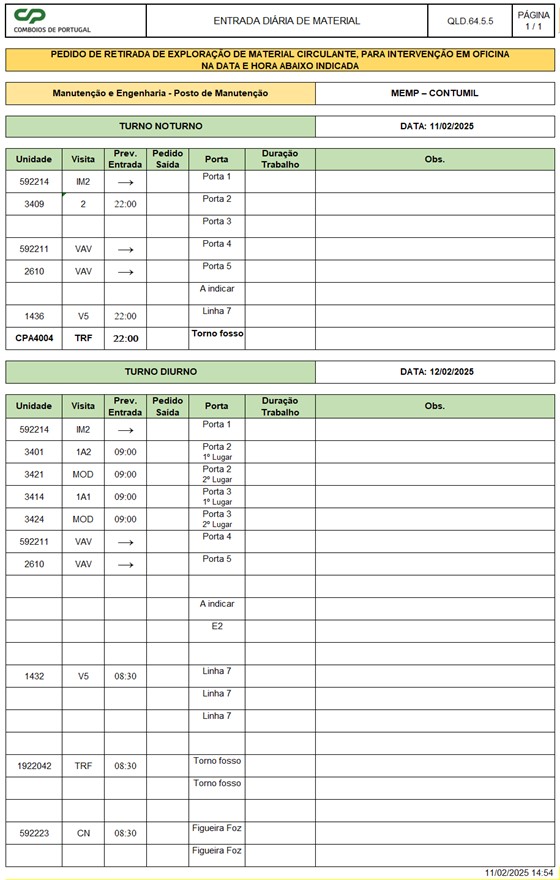 CP
COMBOIOS DE PORTUGAL
ENTRADA DIÁRIA DE MATERIAL
QLD.64.5.5
PÁGINA
1 / 1
PEDIDO DE RETIRADA DE EXPLORAÇÃO DE MATERIAL CIRCULANTE, PARA INTERVENÇÃO EM OFICINA
NA DATA E HORA ABAIXO INDICADA
Manutenção e Engenharia - Posto de Manutenção MEMP – CONTUMIL
TURNO NOTURNO DATA: 11/02/2025
Unidade Visita Prev. Entrada Pedido Saída Porta Duração Trabalho Obs.
592214 IM2 → Porta 1
3409 2 22:00 Porta 2
Porta 3
592211 VAV → Porta 4
2610 VAV → Porta 5
A indicar
1436 V5 22:00 Linha 7
CPA4004 TRF 22:00 Torno fosso
TURNO DIURNO DATA: 12/02/2025
Unidade Visita Prev. Entrada Pedido Saída Porta Duração Trabalho Obs.
592214 IM2 → Porta 1
3401 1A2 09:00 Porta 2 1º Lugar
3421 MOD 09:00 Porta 2 2º Lugar
3414 1A1 09:00 Porta 3 1º Lugar
3424 MOD 09:00 Porta 3 2º Lugar
592211 VAV → Porta 4
2610 VAV → Porta 5
A indicar
E2
1432 V5 08:30 Linha 7
Linha 7
Linha 7
1922042 TRF 08:30 Torno fosso
Torno fosso
592223 CN 08:30 Figueira Foz
Figueira Foz
11/02/2025 14:54